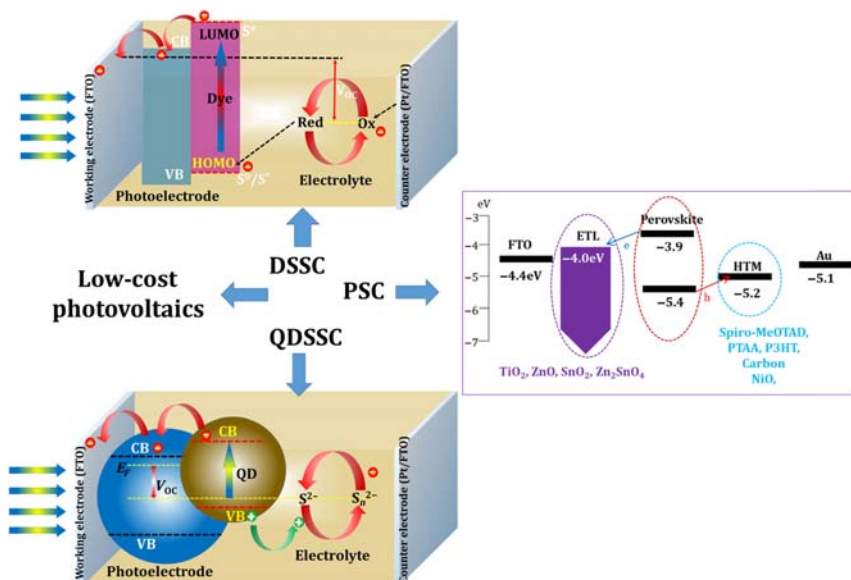 CB
LUMO
S*
Dye
VOC
Red
Ox
VB
HOMO
S0/S+
Photoelectrode
Electrolyte
Working electrode (FTO)
Counter electrode (Pt/FTO)
DSSC
Low-cost
photovoltaics
PSC
QDSSC
eV
−3
−4
−5
−6
−7
FTO
−4.4eV
ETL
−4.0eV
e
Perovskite
−3.9
−5.4
h
HTM
−5.2
Au
−5.1
TiO2, ZnO, SnO2, Zn2SnO4
Spiro-MeOTAD,
PTAA, P3HT,
Carbon
NiO,
CB
CB
EF
VOC
QD
S2−
Sn2−
VB
VB
Photoelectrode
Electrolyte
Working electrode (FTO)
Counter electrode (Pt/FTO)